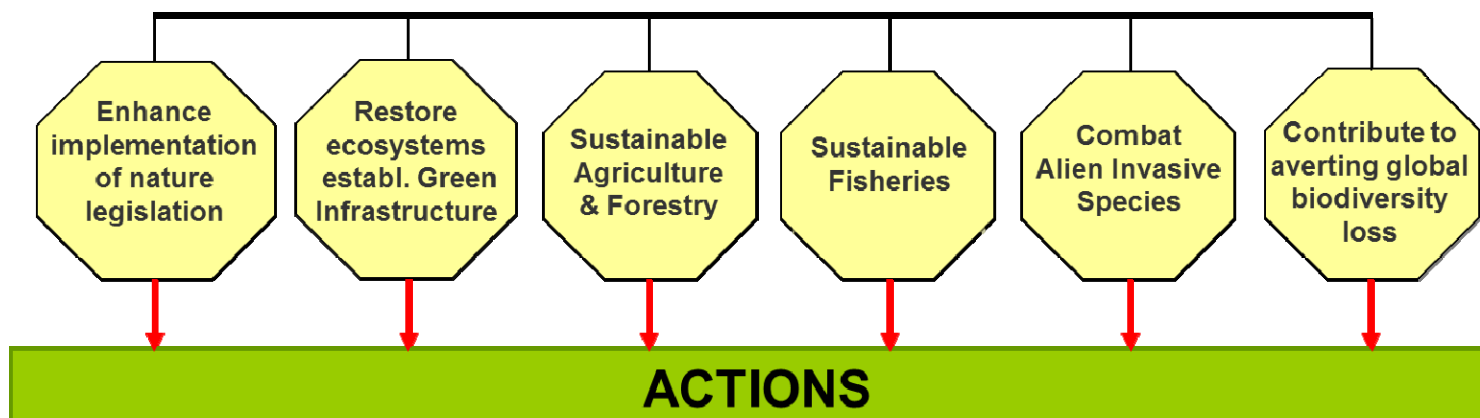 Enhance
implementation
of nature
legislation
Restore
ecosystems
establ. Green
Infrastructure
Sustainable
Agriculture
& Forestry
Sustainable
Fisheries
Combat
Alien Invasive
Species
Contribute to
averting global
biodiversity
loss
ACTIONS